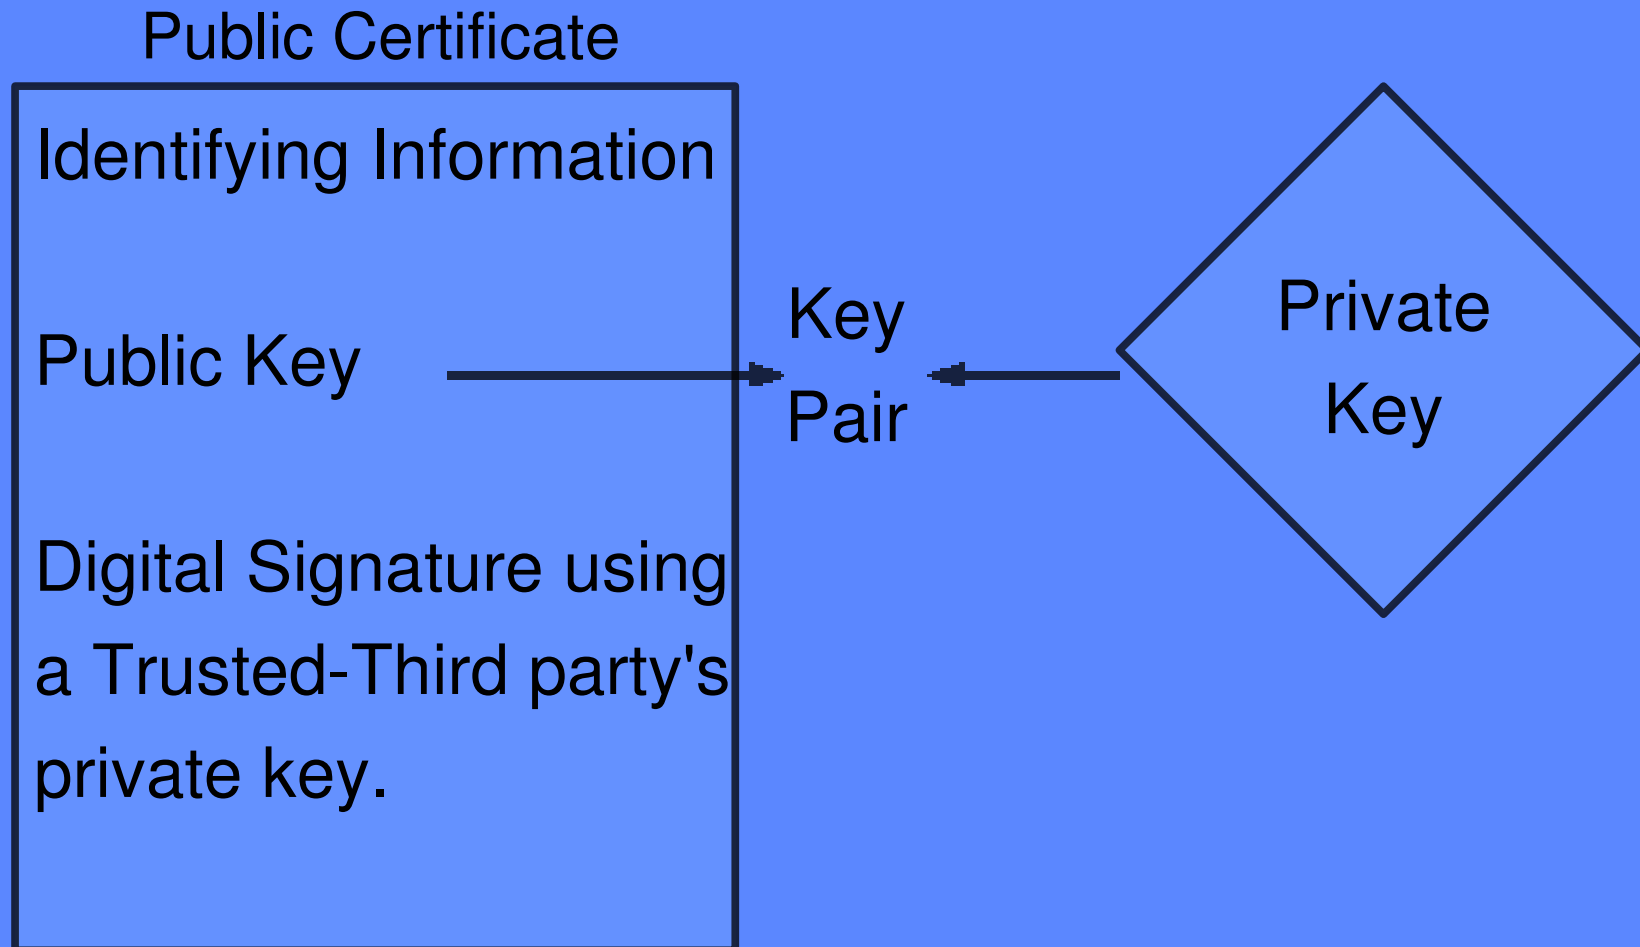 Public Certificate
Identifying Information
Public Key
Digital Signature using
a Trusted-Third party's
private key.
Key
Pair
Private
Key